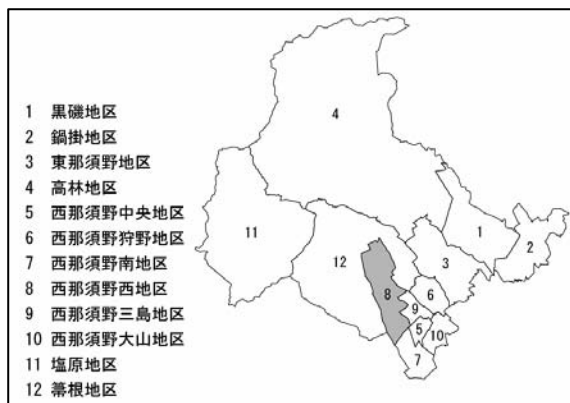 1 黒磯地区
2 鍋掛地区
3 東那須野地区
4 高林地区
5 西那須野中央地区
6 西那須野狩野地区
7 西那須野南地区
8 西那須野西地区
9 西那須野三島地区
10 西那須野大山地区
11 塩原地区
12 箒根地区
4
11
12
1
2
3
8
6
9
5
10
7